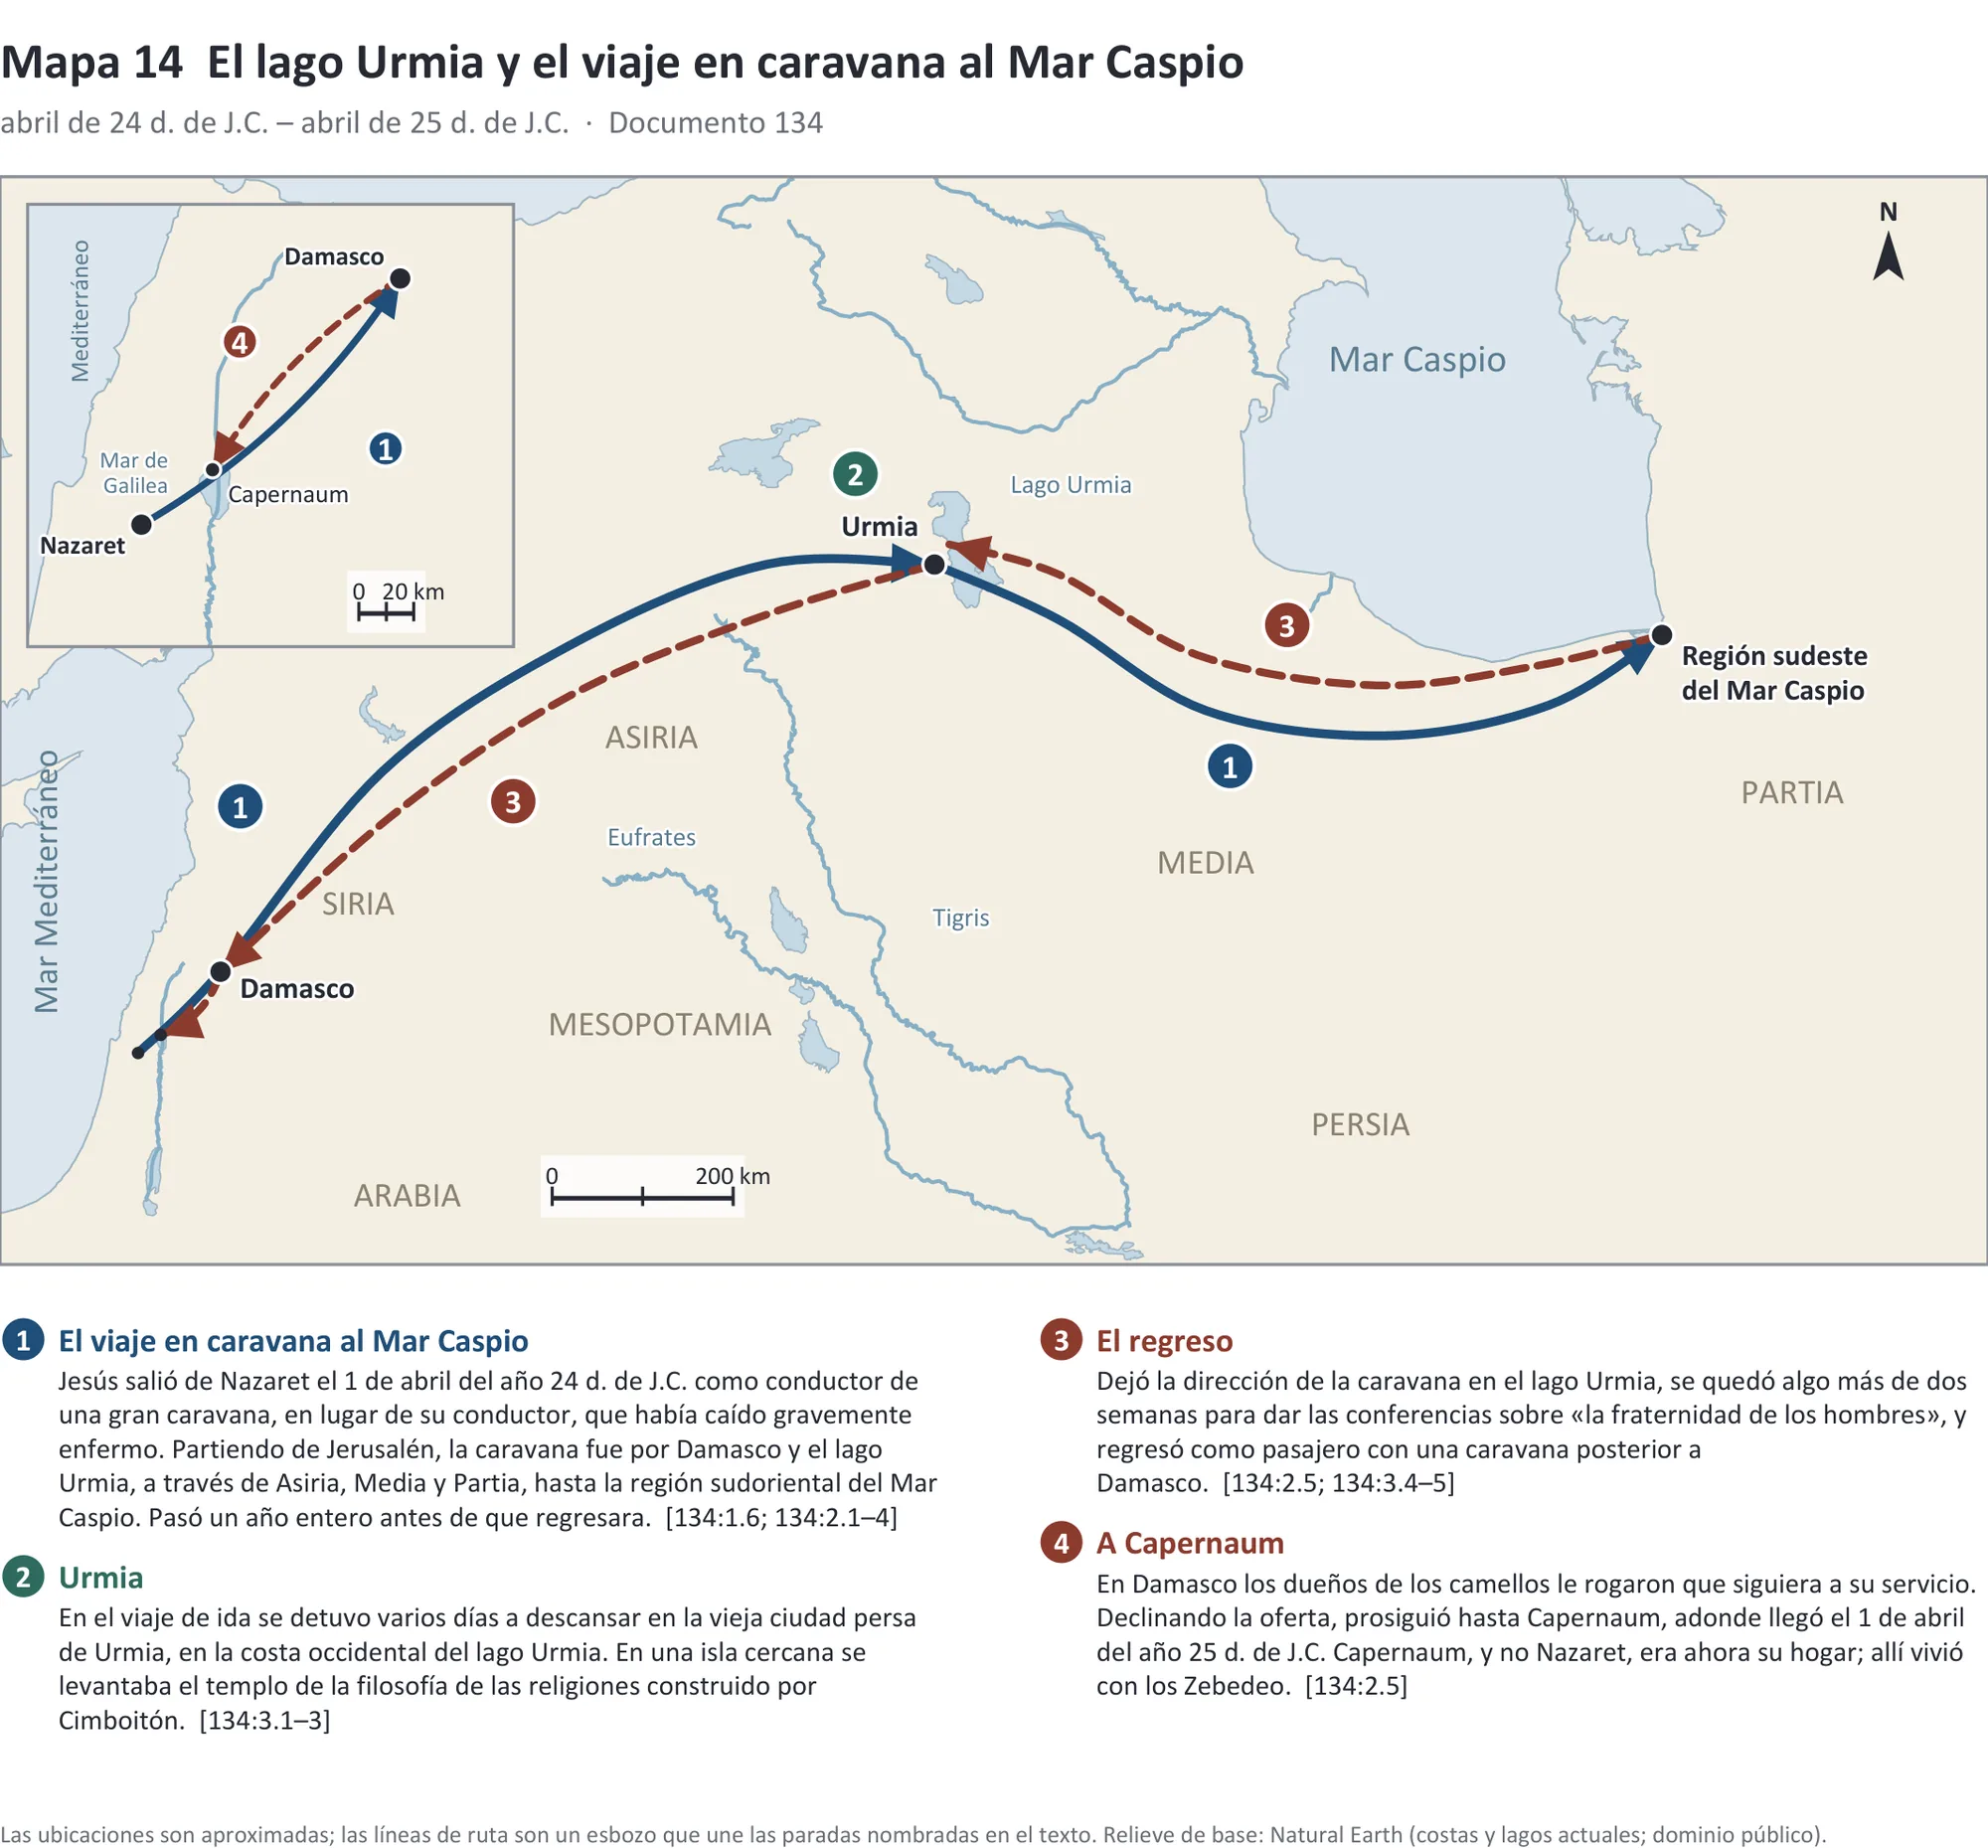 Mapa 14 El lago Urmia y el viaje en caravana al Mar Caspio
abril de 24 d. de J.C. – abril de 25 d. de J.C. · Documento 134
N
Mediterráneo
Damasco
4
1
Mar de
Galilea
Capernaum
Nazaret
0 20 km
Mar Caspio
2
Lago Urmia
Urmia
3
Región sudeste
del Mar Caspio
ASIRIA
1
PARTIA
1
3
Mar Mediterráneo
Eufrates
MEDIA
SIRIA
Tigris
Damasco
MESOPOTAMIA
PERSIA
0 200 km
ARABIA
1 El viaje en caravana al Mar Caspio
Jesús salió de Nazaret el 1 de abril del año 24 d. de J.C. como conductor de
una gran caravana, en lugar de su conductor, que había caído gravemente
enfermo. Partiendo de Jerusalén, la caravana fue por Damasco y el lago
Urmia, a través de Asiria, Media y Partia, hasta la región sudoriental del Mar
Caspio. Pasó un año entero antes de que regresara. [134:1.6; 134:2.1–4]
2 Urmia
En el viaje de ida se detuvo varios días a descansar en la vieja ciudad persa
de Urmia, en la costa occidental del lago Urmia. En una isla cercana se
levantaba el templo de la filosofía de las religiones construido por
Cimboitón. [134:3.1–3]
3 El regreso
Dejó la dirección de la caravana en el lago Urmia, se quedó algo más de dos
semanas para dar las conferencias sobre «la fraternidad de los hombres», y
regresó como pasajero con una caravana posterior a
Damasco. [134:2.5; 134:3.4–5]
4 A Capernaum
En Damasco los dueños de los camellos le rogaron que siguiera a su servicio.
Declinando la oferta, prosiguió hasta Capernaum, adonde llegó el 1 de abril
del año 25 d. de J.C. Capernaum, y no Nazaret, era ahora su hogar; allí vivió
con los Zebedeo. [134:2.5]
Las ubicaciones son aproximadas; las líneas de ruta son un esbozo que une las paradas nombradas en el texto. Relieve de base: Natural Earth (costas y lagos actuales; dominio público).